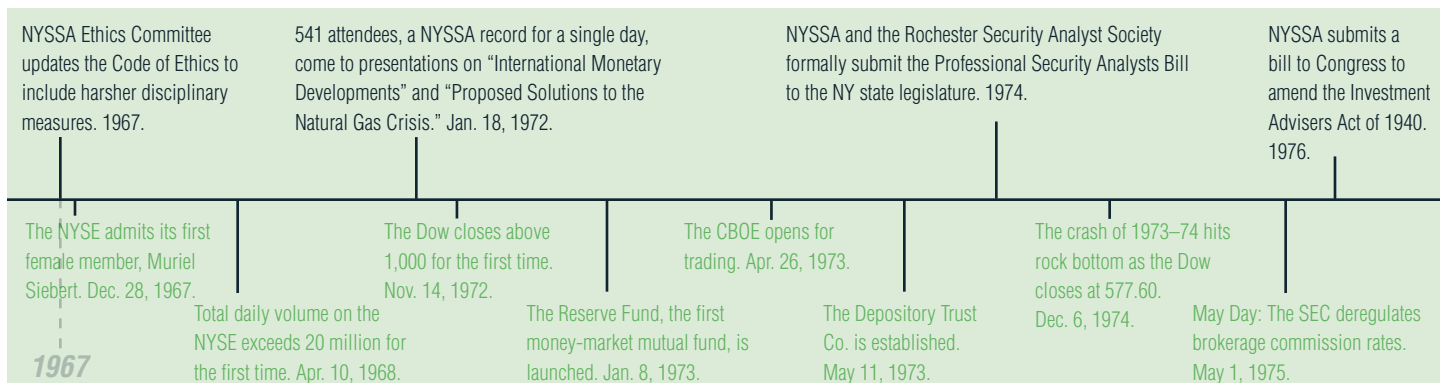 NYSSA Ethics Committee
updates the Code of Ethics to
include harsher disciplinary
measures. 1967.
541 attendees, a NYSSA record for a single day,
come to presentations on “International Monetary
Developments” and “Proposed Solutions to the
Natural Gas Crisis.” Jan. 18, 1972.
NYSSA and the Rochester Security Analyst Society
formally submit the Professional Security Analysts Bill
to the NY state legislature. 1974.
NYSSA submits a
bill to Congress to
amend the Investment
Advisers Act of 1940.
1976.
The NYSE admits its first
female member, Muriel
Siebert. Dec. 28, 1967.
Total daily volume on the
NYSE exceeds 20 million for
the first time. Apr. 10, 1968.
The Dow closes above
1,000 for the first time.
Nov. 14, 1972.
The Reserve Fund, the first
money-market mutual fund, is
launched. Jan. 8, 1973.
The CBOE opens for
trading. Apr. 26, 1973.
The Depository Trust
Co. is established.
May 11, 1973.
The crash of 1973–74 hits
rock bottom as the Dow
closes at 577.60.
Dec. 6, 1974.
May Day: The SEC deregulates
brokerage commission rates.
May 1, 1975.
1967